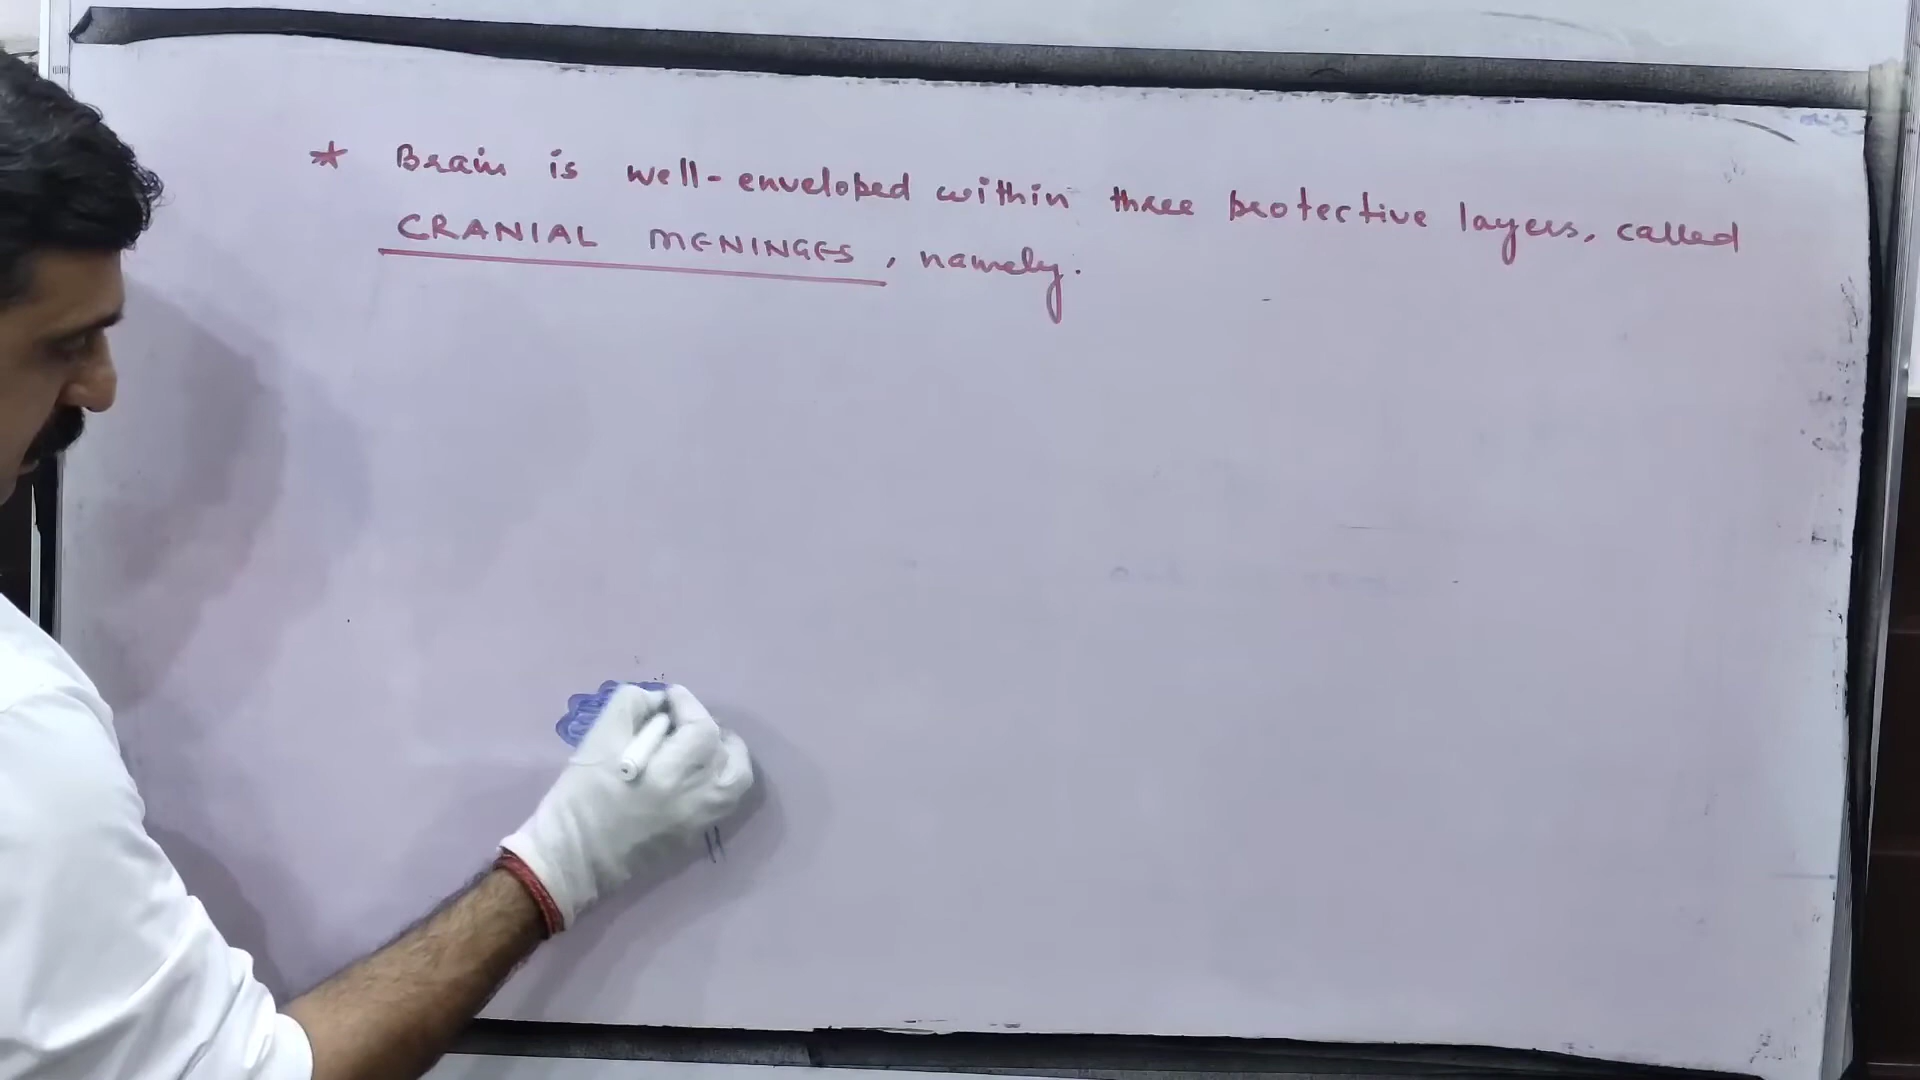 * Brain is well-enveloped within three protective layers, called
CRANIAL MENINGES, namely.